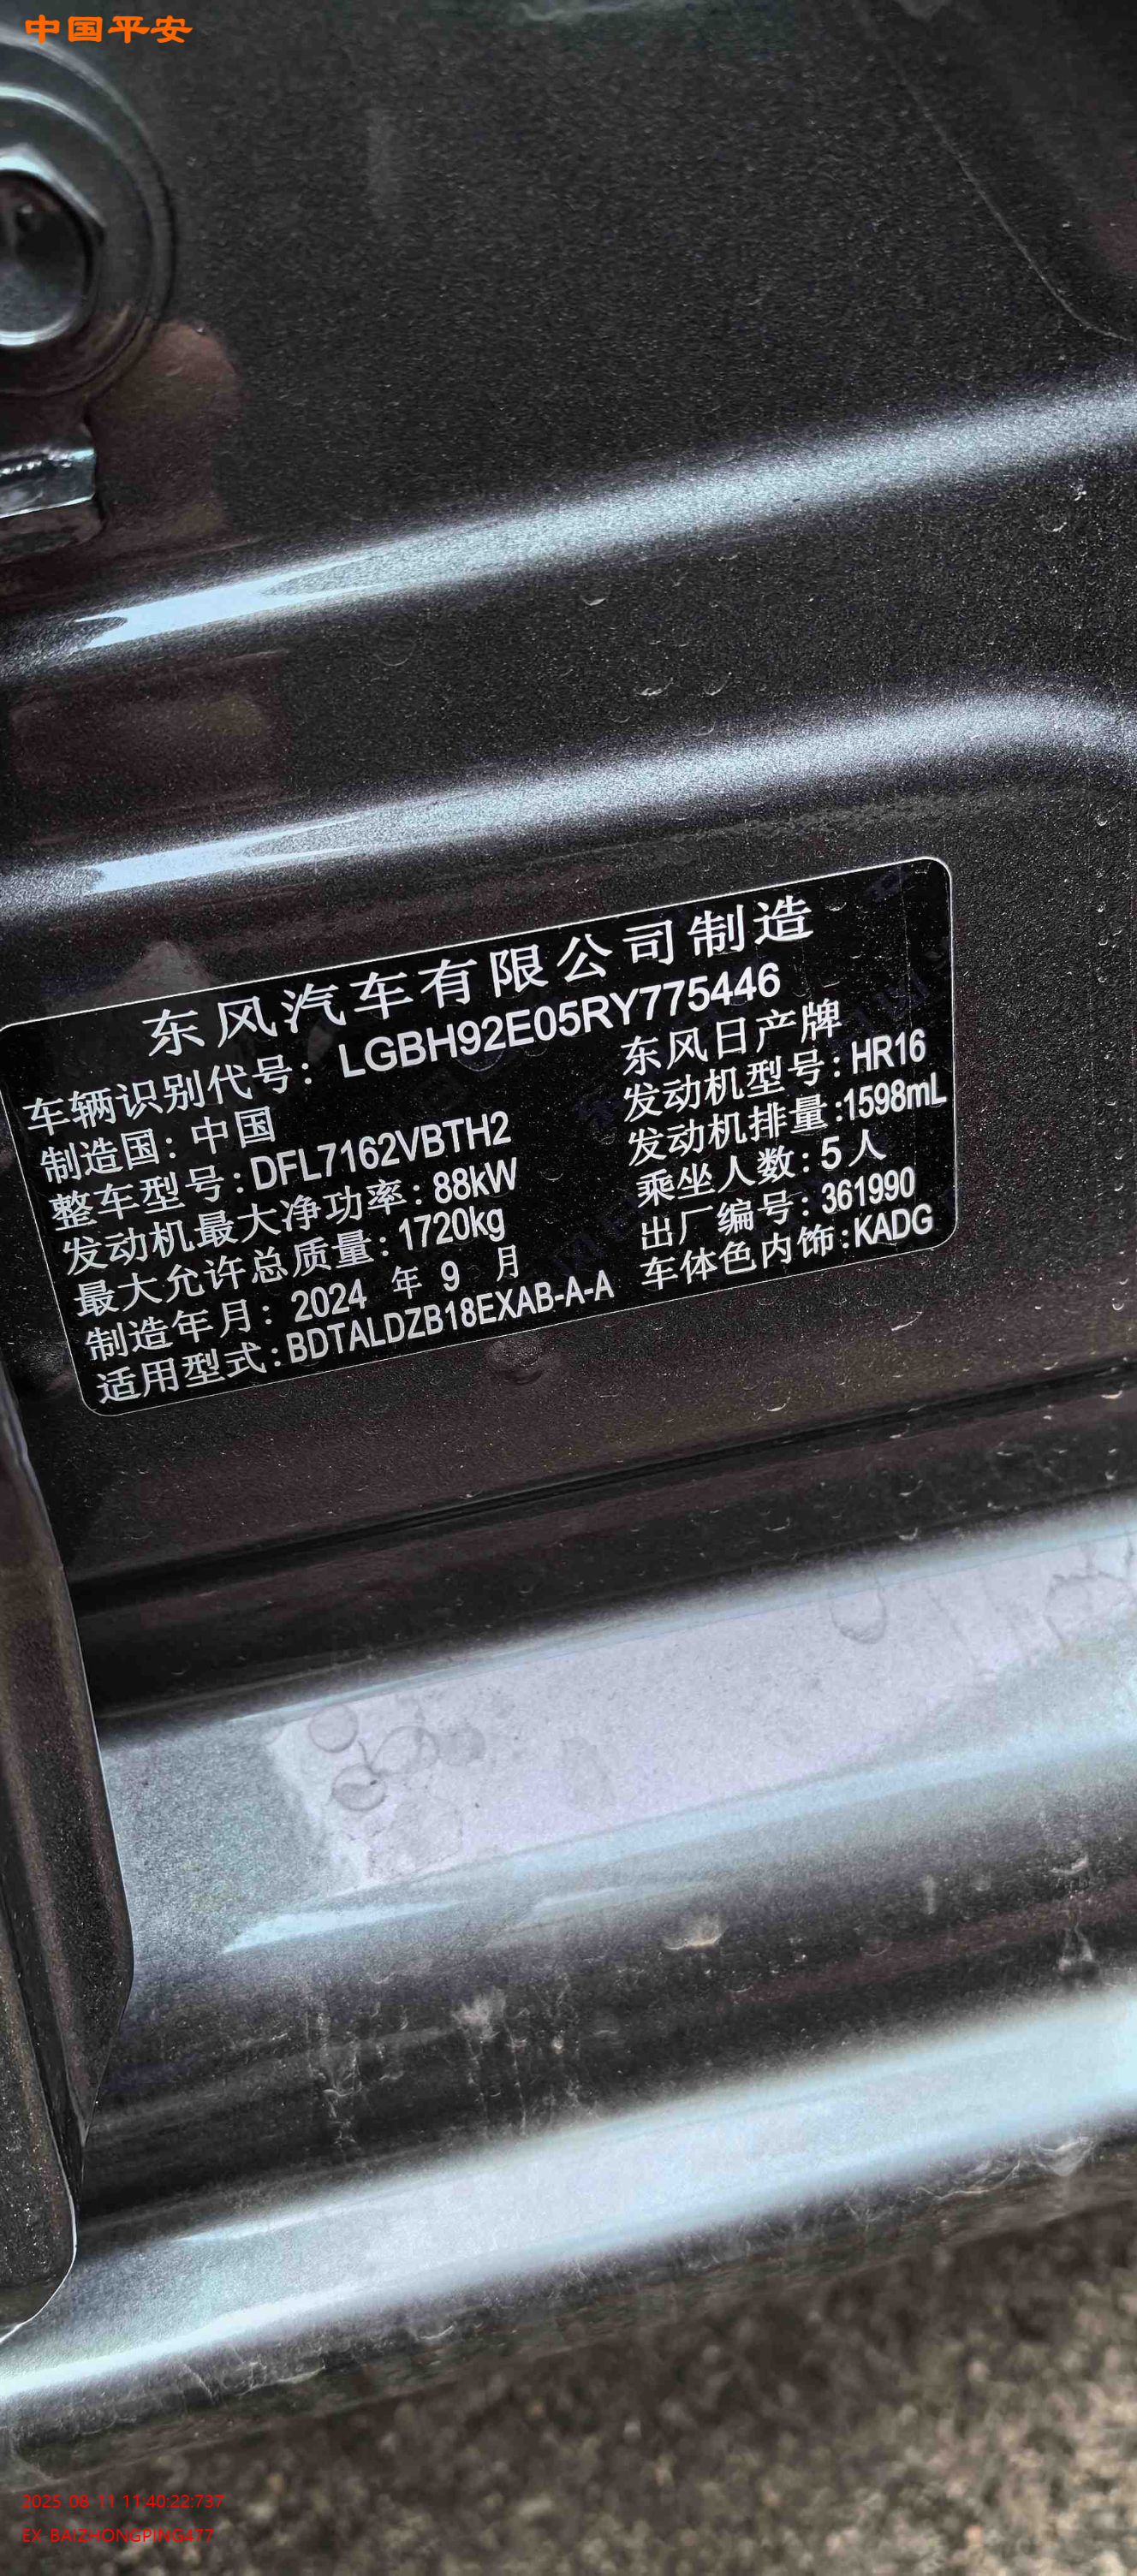 中国平安
东风汽车有限公司制造
车辆识别代号：LGBH92E05RY775446
制造国：中国 东风日产牌
整车型号：DFL7162VBTH2 发动机型号：HR16
发动机最大净功率：88kW 发动机排量：1598mL
最大允许总质量：1720kg 乘坐人数：5人
制造年月：2024 年 9 月 出厂编号：361990
适用型式：BDTALDZB18EXAB-A-A 车体色内饰：KADG
2025-08-11 11:40:22:737
EX-BAIZHONGPING477